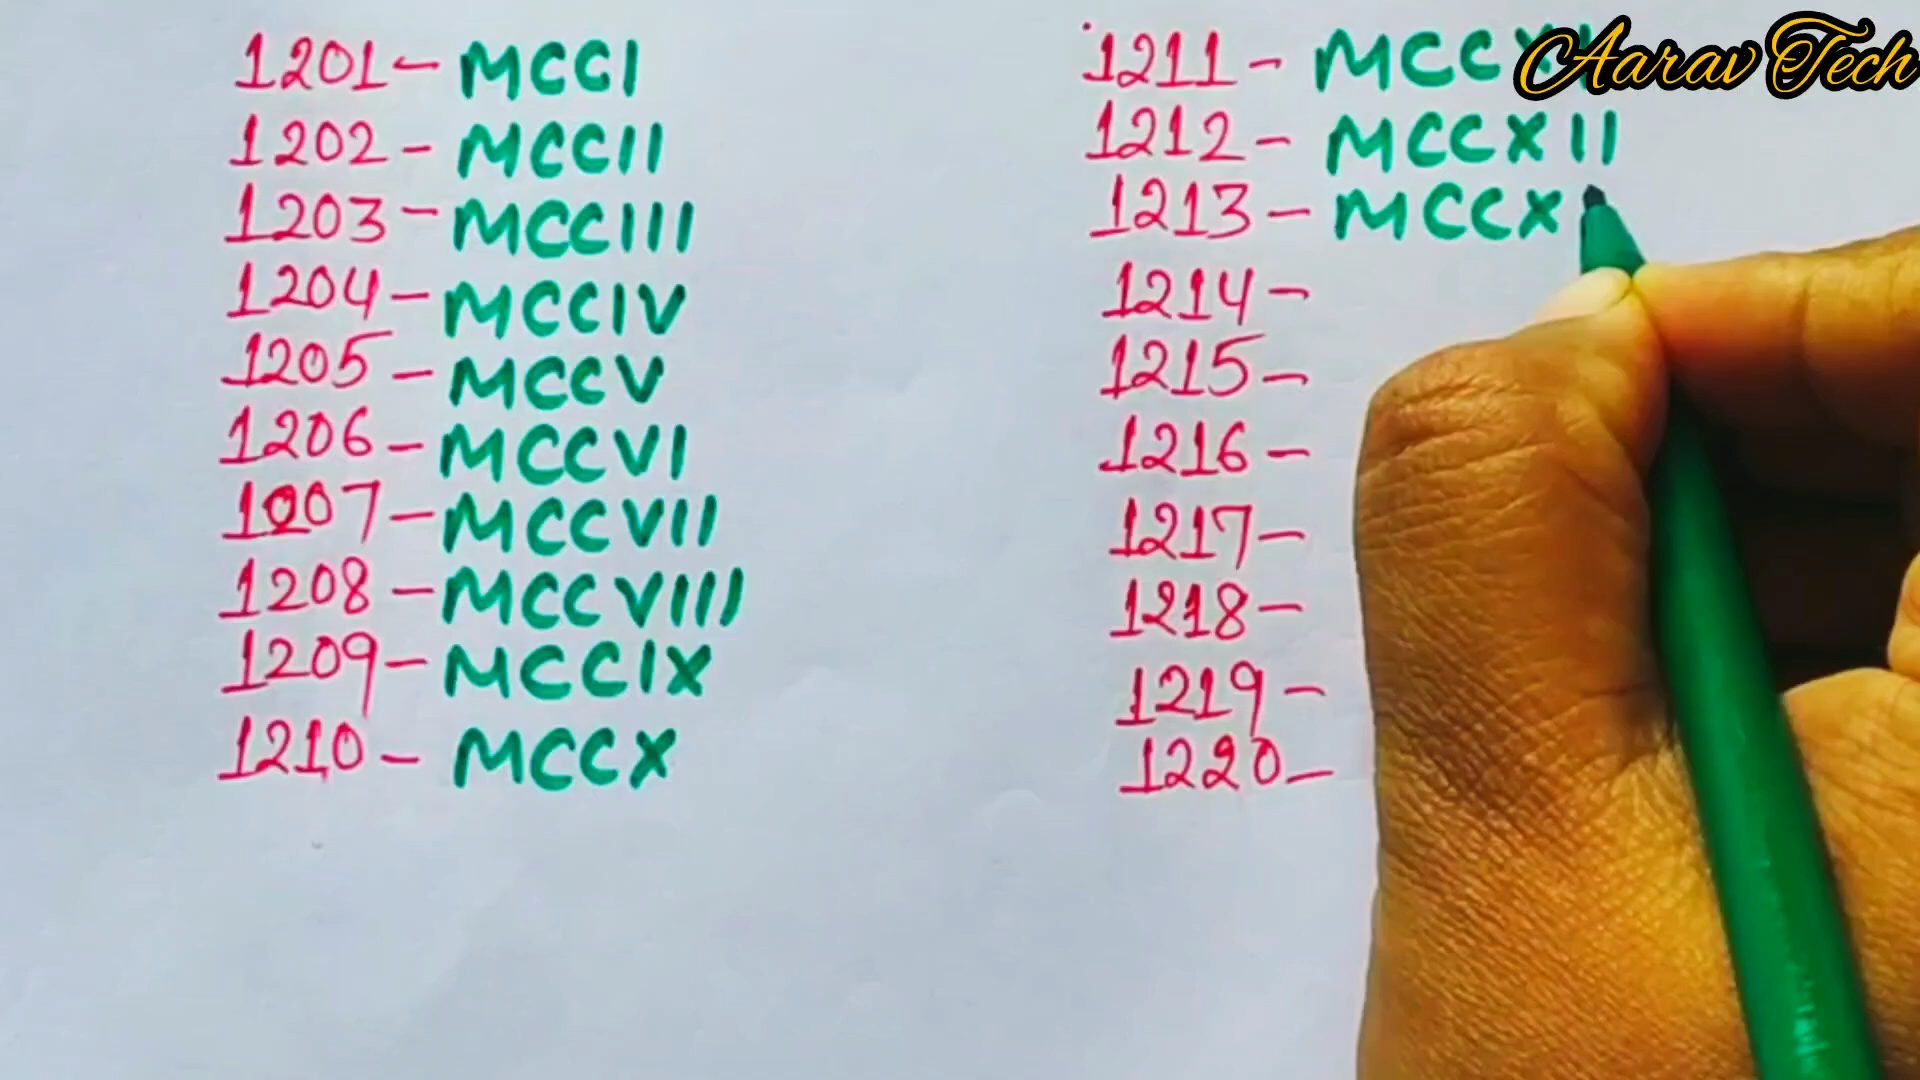 1201 - MCCI
1202 - MCCII
1203 - MCCIII
1204 - MCCIV
1205 - MCCV
1206 - MCCVI
1207 - MCCVII
1208 - MCCVIII
1209 - MCCIX
1210 - MCCX
1211 - MCCXI
1212 - MCCXII
1213 - MCCX
1214 -
1215 -
1216 -
1217 -
1218 -
1219 -
1220 -
Aarav Tech